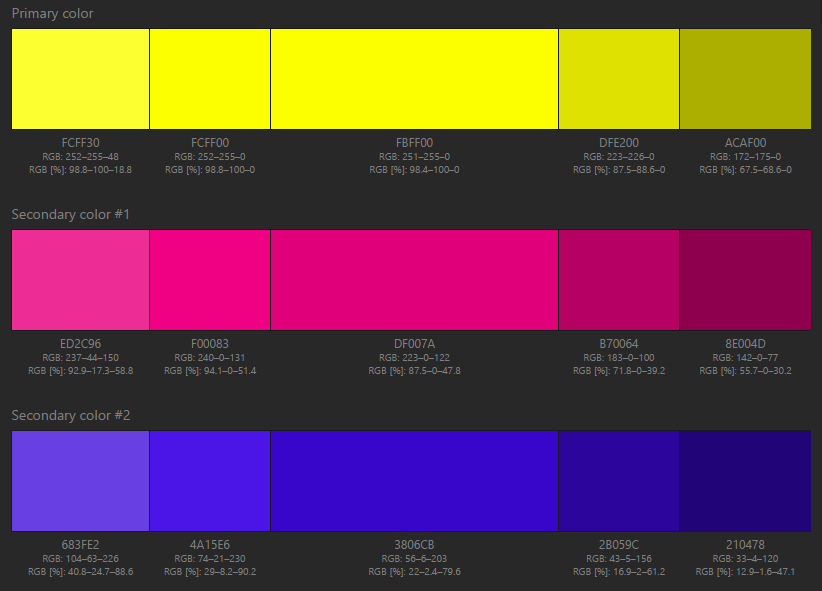 Primary color
FCFF30
RGB: 252–255–48
RGB [%]: 98.8–100–18.8
FCFF00
RGB: 252–255–0
RGB [%]: 98.8–100–0
FBFF00
RGB: 251–255–0
RGB [%]: 98.4–100–0
DFE200
RGB: 223–226–0
RGB [%]: 87.5–88.6–0
ACAF00
RGB: 172–175–0
RGB [%]: 67.5–68.6–0
Secondary color #1
ED2C96
RGB: 237–44–150
RGB [%]: 92.9–17.3–58.8
F00083
RGB: 240–0–131
RGB [%]: 94.1–0–51.4
DF007A
RGB: 223–0–122
RGB [%]: 87.5–0–47.8
B70064
RGB: 183–0–100
RGB [%]: 71.8–0–39.2
8E004D
RGB: 142–0–77
RGB [%]: 55.7–0–30.2
Secondary color #2
683FE2
RGB: 104–63–226
RGB [%]: 40.8–24.7–88.6
4A15E6
RGB: 74–21–230
RGB [%]: 29–8.2–90.2
3806CB
RGB: 56–6–203
RGB [%]: 22–2.4–79.6
2B059C
RGB: 43–5–156
RGB [%]: 16.9–2–61.2
210478
RGB: 33–4–120
RGB [%]: 12.9–1.6–47.1